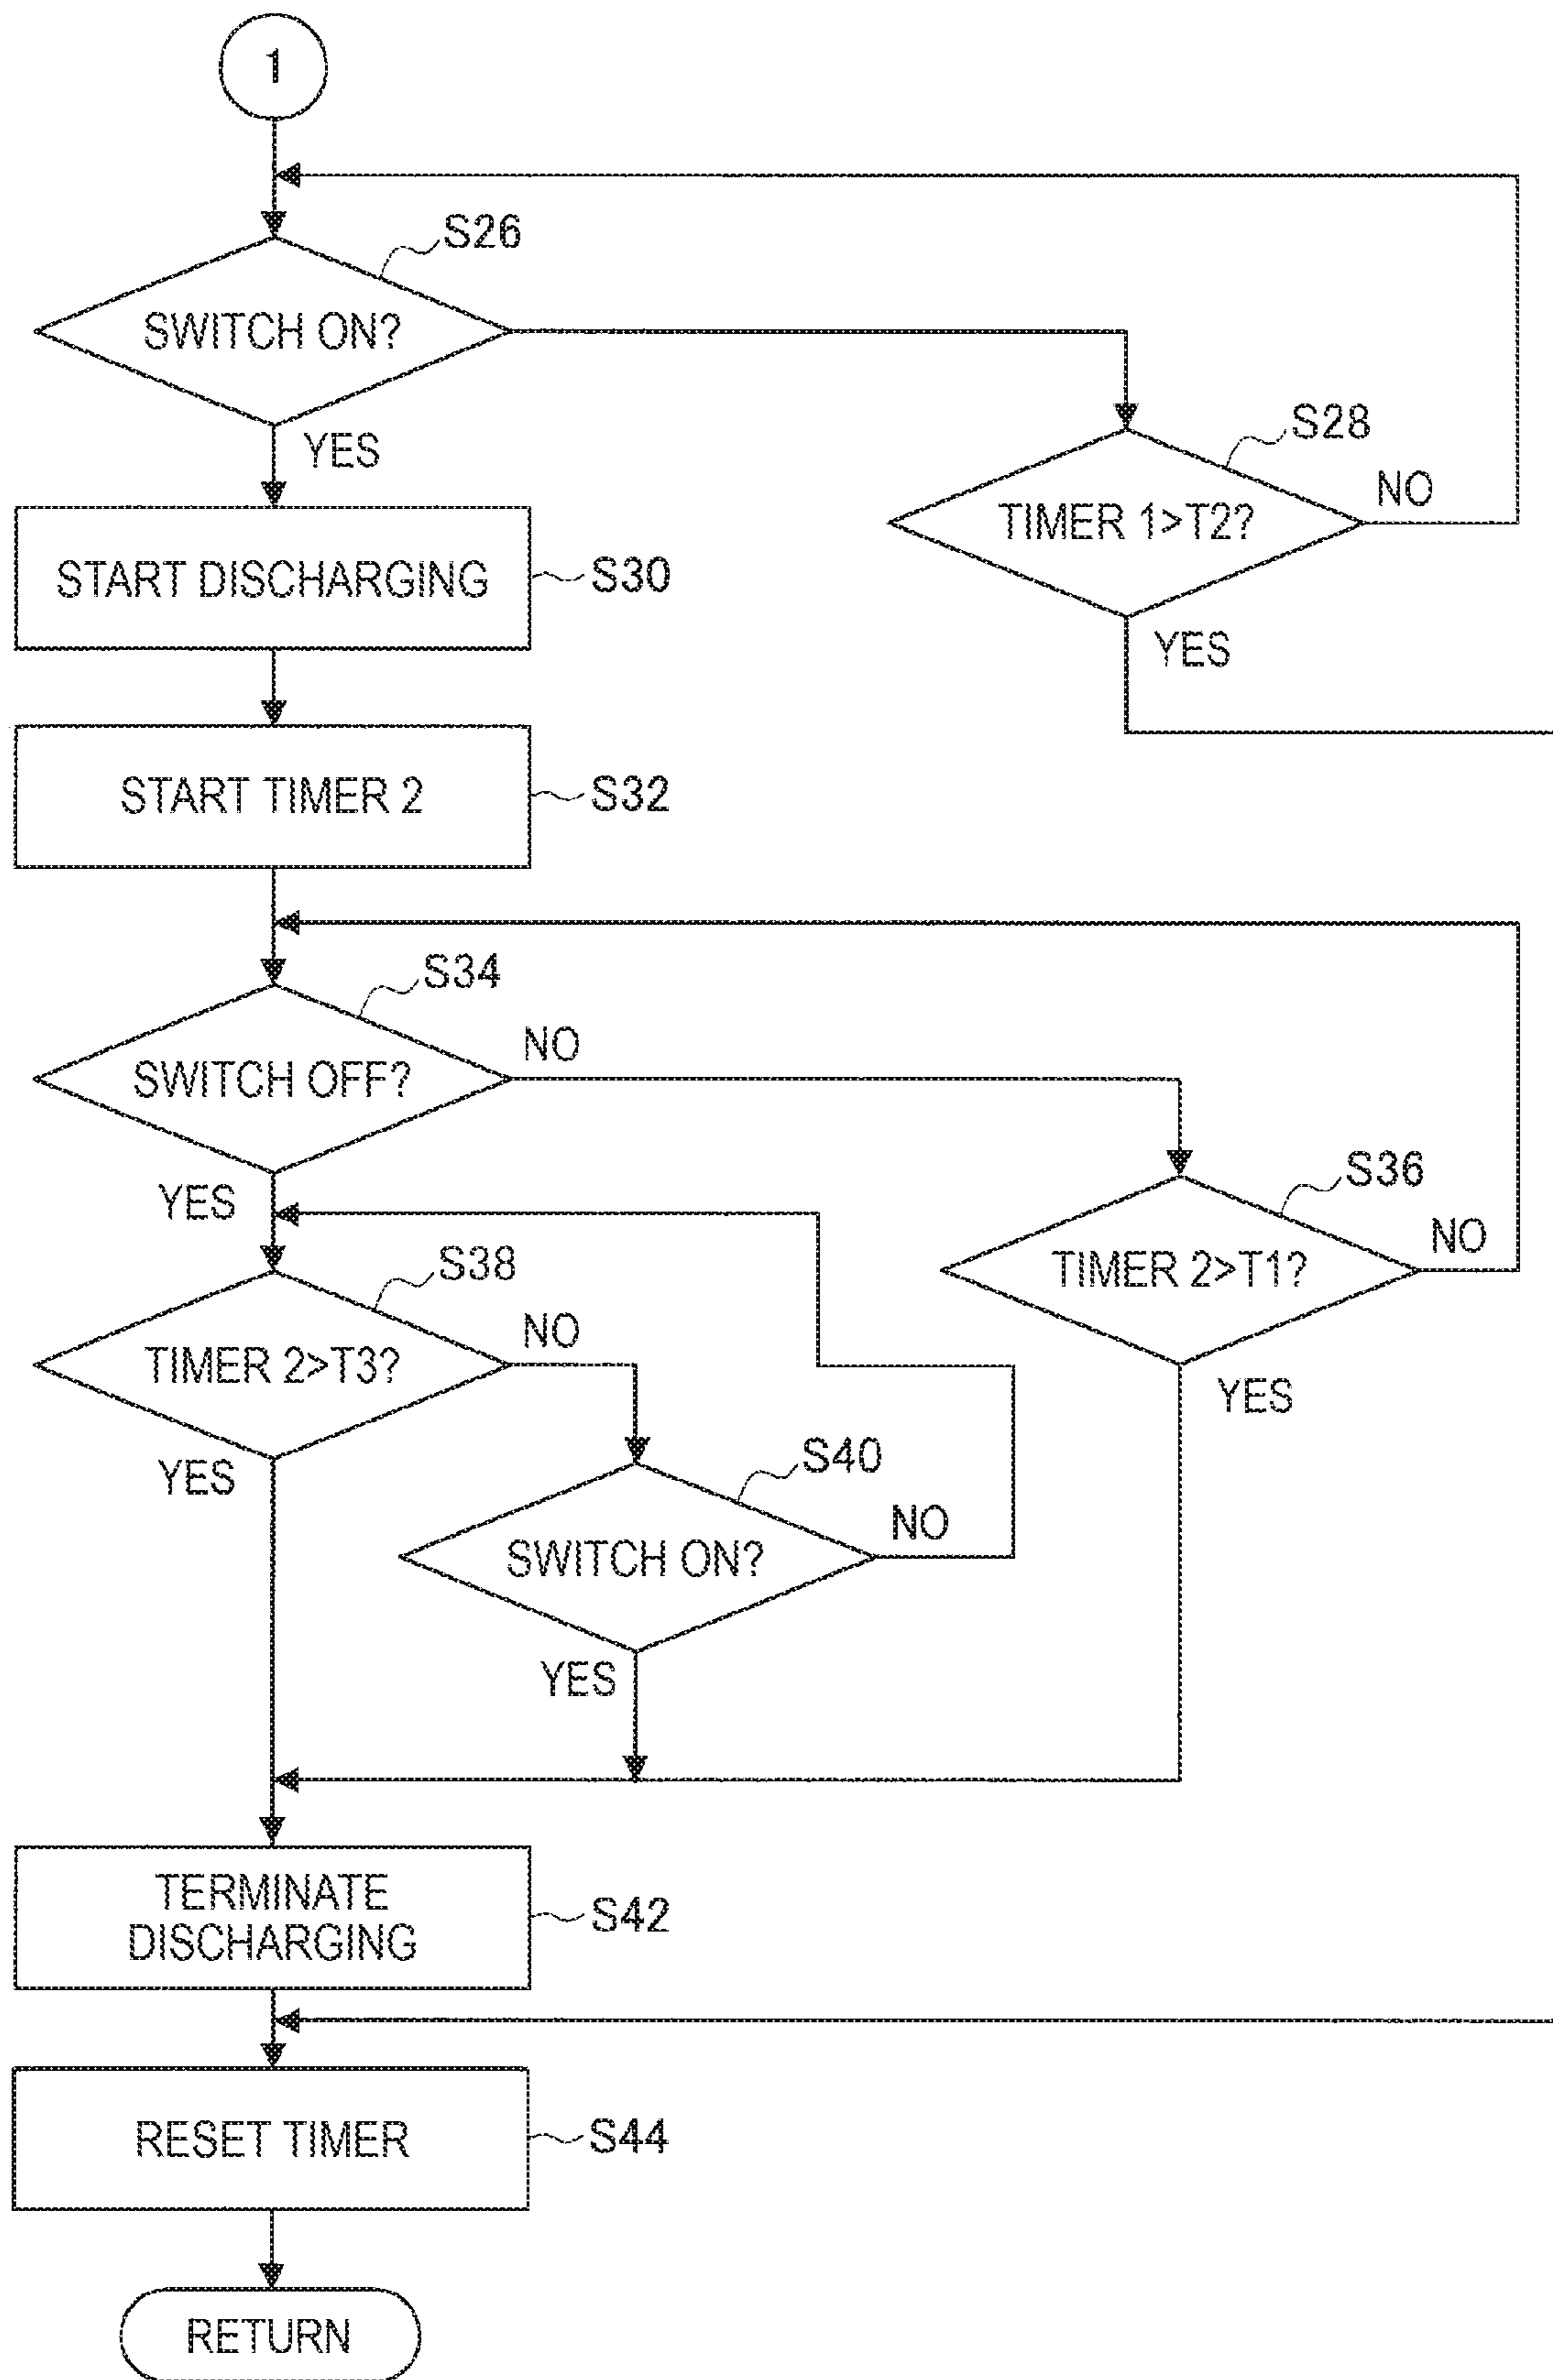 1
S26
SWITCH ON?
YES
S28
TIMER 1>T2?
NO
YES
START DISCHARGING
S30
START TIMER 2
S32
S34
SWITCH OFF?
NO
YES
S36
TIMER 2>T1?
NO
YES
S38
TIMER 2>T3?
NO
YES
S40
SWITCH ON?
NO
YES
TERMINATE
DISCHARGING
S42
RESET TIMER
S44
RETURN